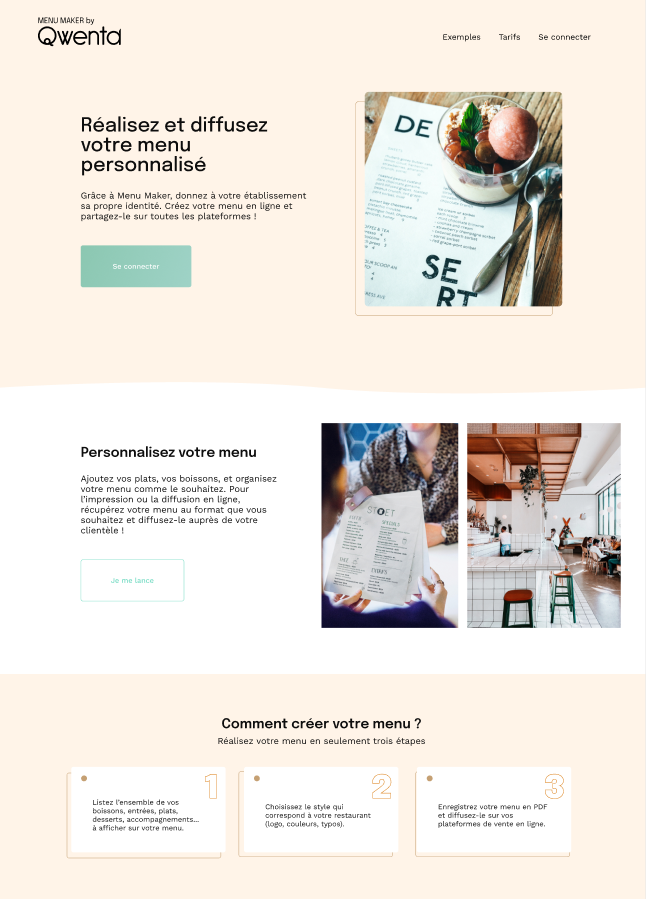 MENU MAKER by
Qwenta
Exemples
Tarifs
Se connecter
Réalisez et diffusez
votre menu
personnalisé
Grâce à Menu Maker, donnez à votre établissement
sa propre identité. Créez votre menu en ligne et
partagez-le sur toutes les plateformes !
Se connecter
DE
SE
RT
Personnalisez votre menu
Ajoutez vos plats, vos boissons, et organisez
votre menu comme le souhaitez. Pour
l'impression ou la diffusion en ligne,
récupérez votre menu au format que vous
souhaitez et diffusez-le auprès de votre
clientèle !
Je me lance
STOET
Comment créer votre menu ?
Réalisez votre menu en seulement trois étapes
1
Listez l'ensemble de vos
boissons, entrées, plats,
desserts, accompagnements...
à afficher sur votre menu.
2
Choisissez le style qui
correspond à votre restaurant
(logo, couleurs, typos).
3
Enregistrez votre menu en PDF
et diffusez-le sur vos
plateformes de vente en ligne.